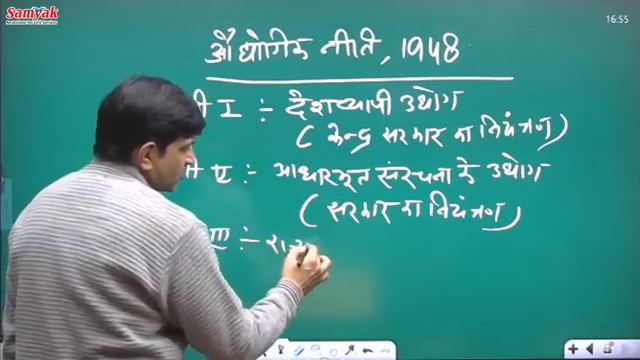 Samyak
16:55
औद्योगिक नीति, 1948
I :- देशव्यापी उद्योग
( केन्द्र सरकार का नियंत्रण )
II :- आधारभूत संरचना के उद्योग
( सरकार का नियंत्रण )
III :-